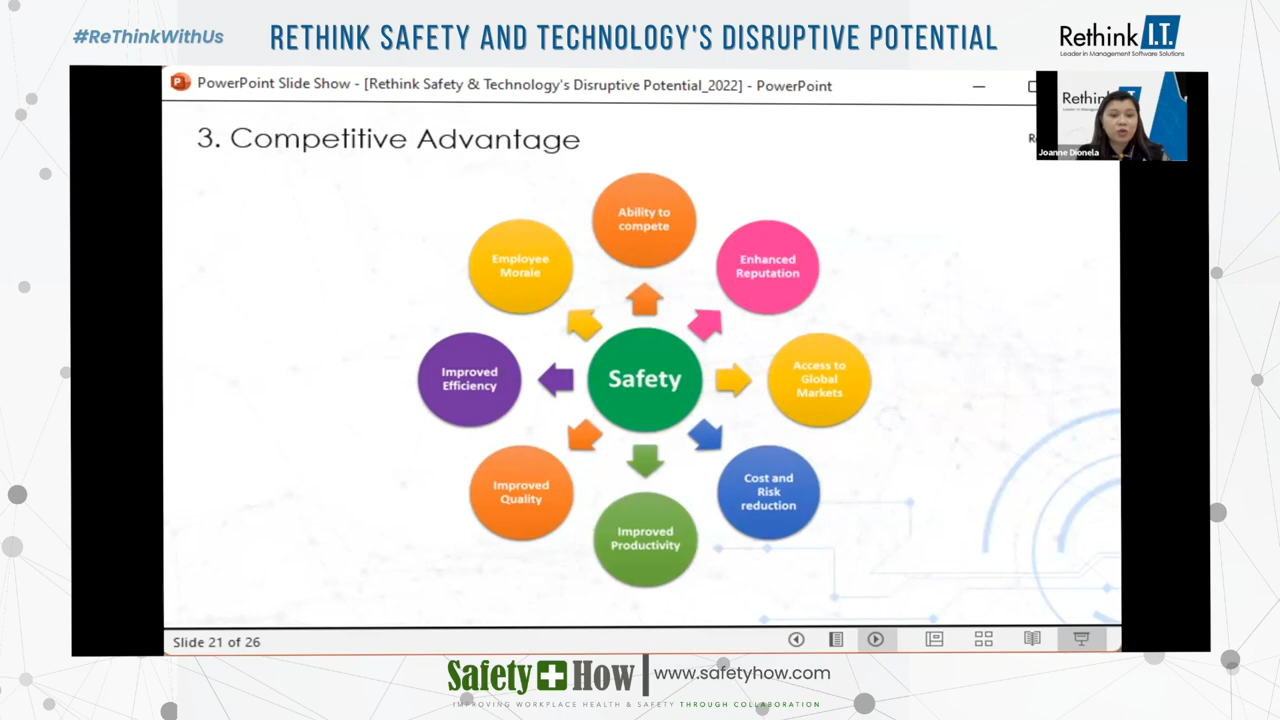 #ReThinkWithUs
RETHINK SAFETY AND TECHNOLOGY'S DISRUPTIVE POTENTIAL
Rethink I.T.
Leader in Management Software Solutions
PowerPoint Slide Show - [Rethink Safety & Technology's Disruptive Potential_2022] - PowerPoint
Rethink
Joanne Dionela
3. Competitive Advantage
Ability to
compete
Enhanced
Reputation
Access to
Global
Markets
Cost and
Risk
reduction
Improved
Productivity
Improved
Quality
Improved
Efficiency
Employee
Morale
Safety
Slide 21 of 26
Safety How
www.safetyhow.com
IMPROVING WORKPLACE HEALTH & SAFETY THROUGH COLLABORATION